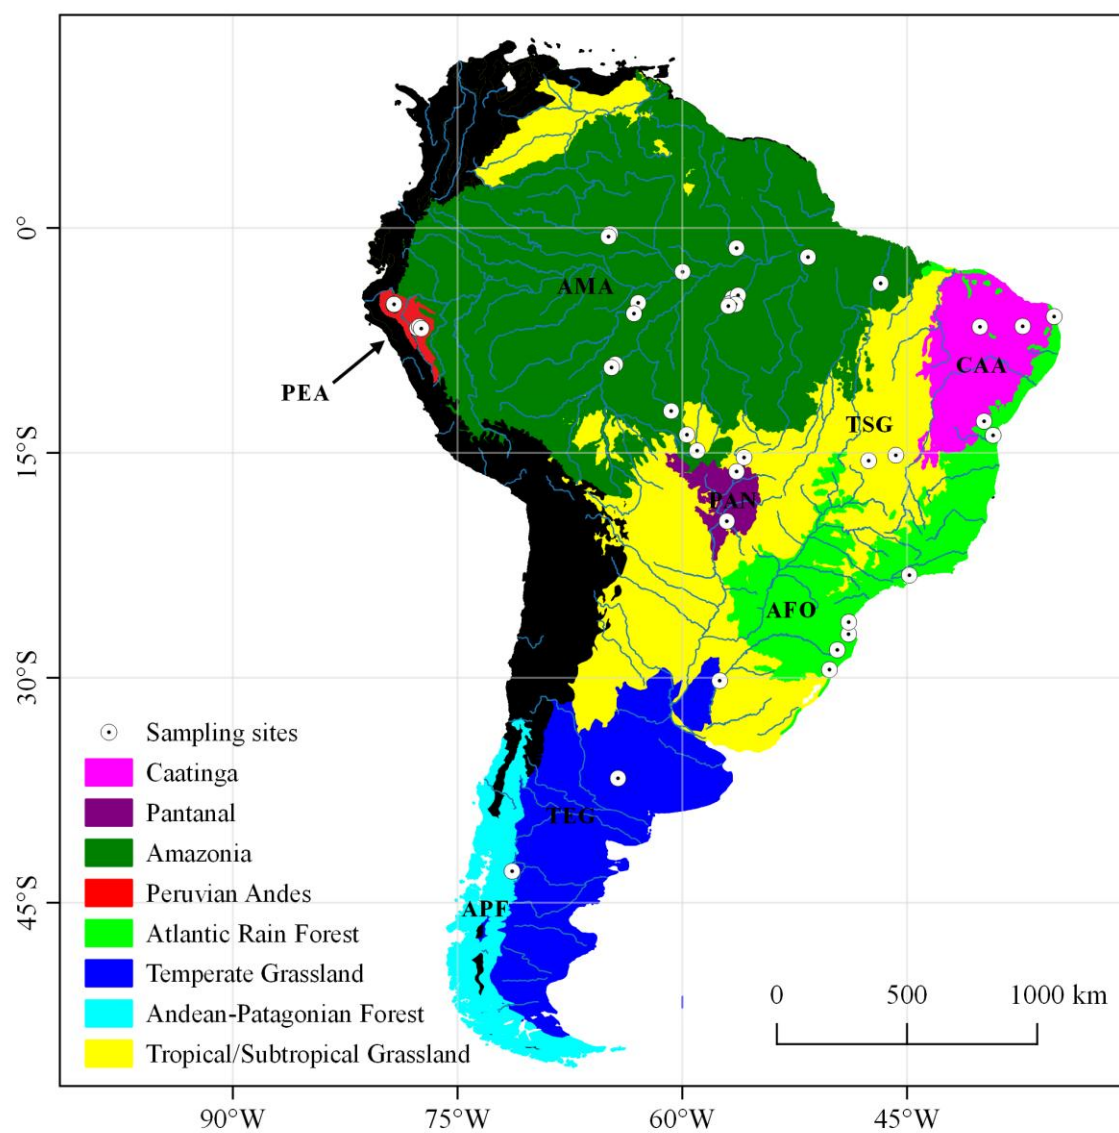 0°
15°S
30°S
45°S
AMA
PEA
CAA
TSG
PAN
AFO
TEG
APF
Sampling sites
Caatinga
Pantanal
Amazonia
Peruvian Andes
Atlantic Rain Forest
Temperate Grassland
Andean-Patagonian Forest
Tropical/Subtropical Grassland
0 500 1000 km
90°W 75°W 60°W 45°W